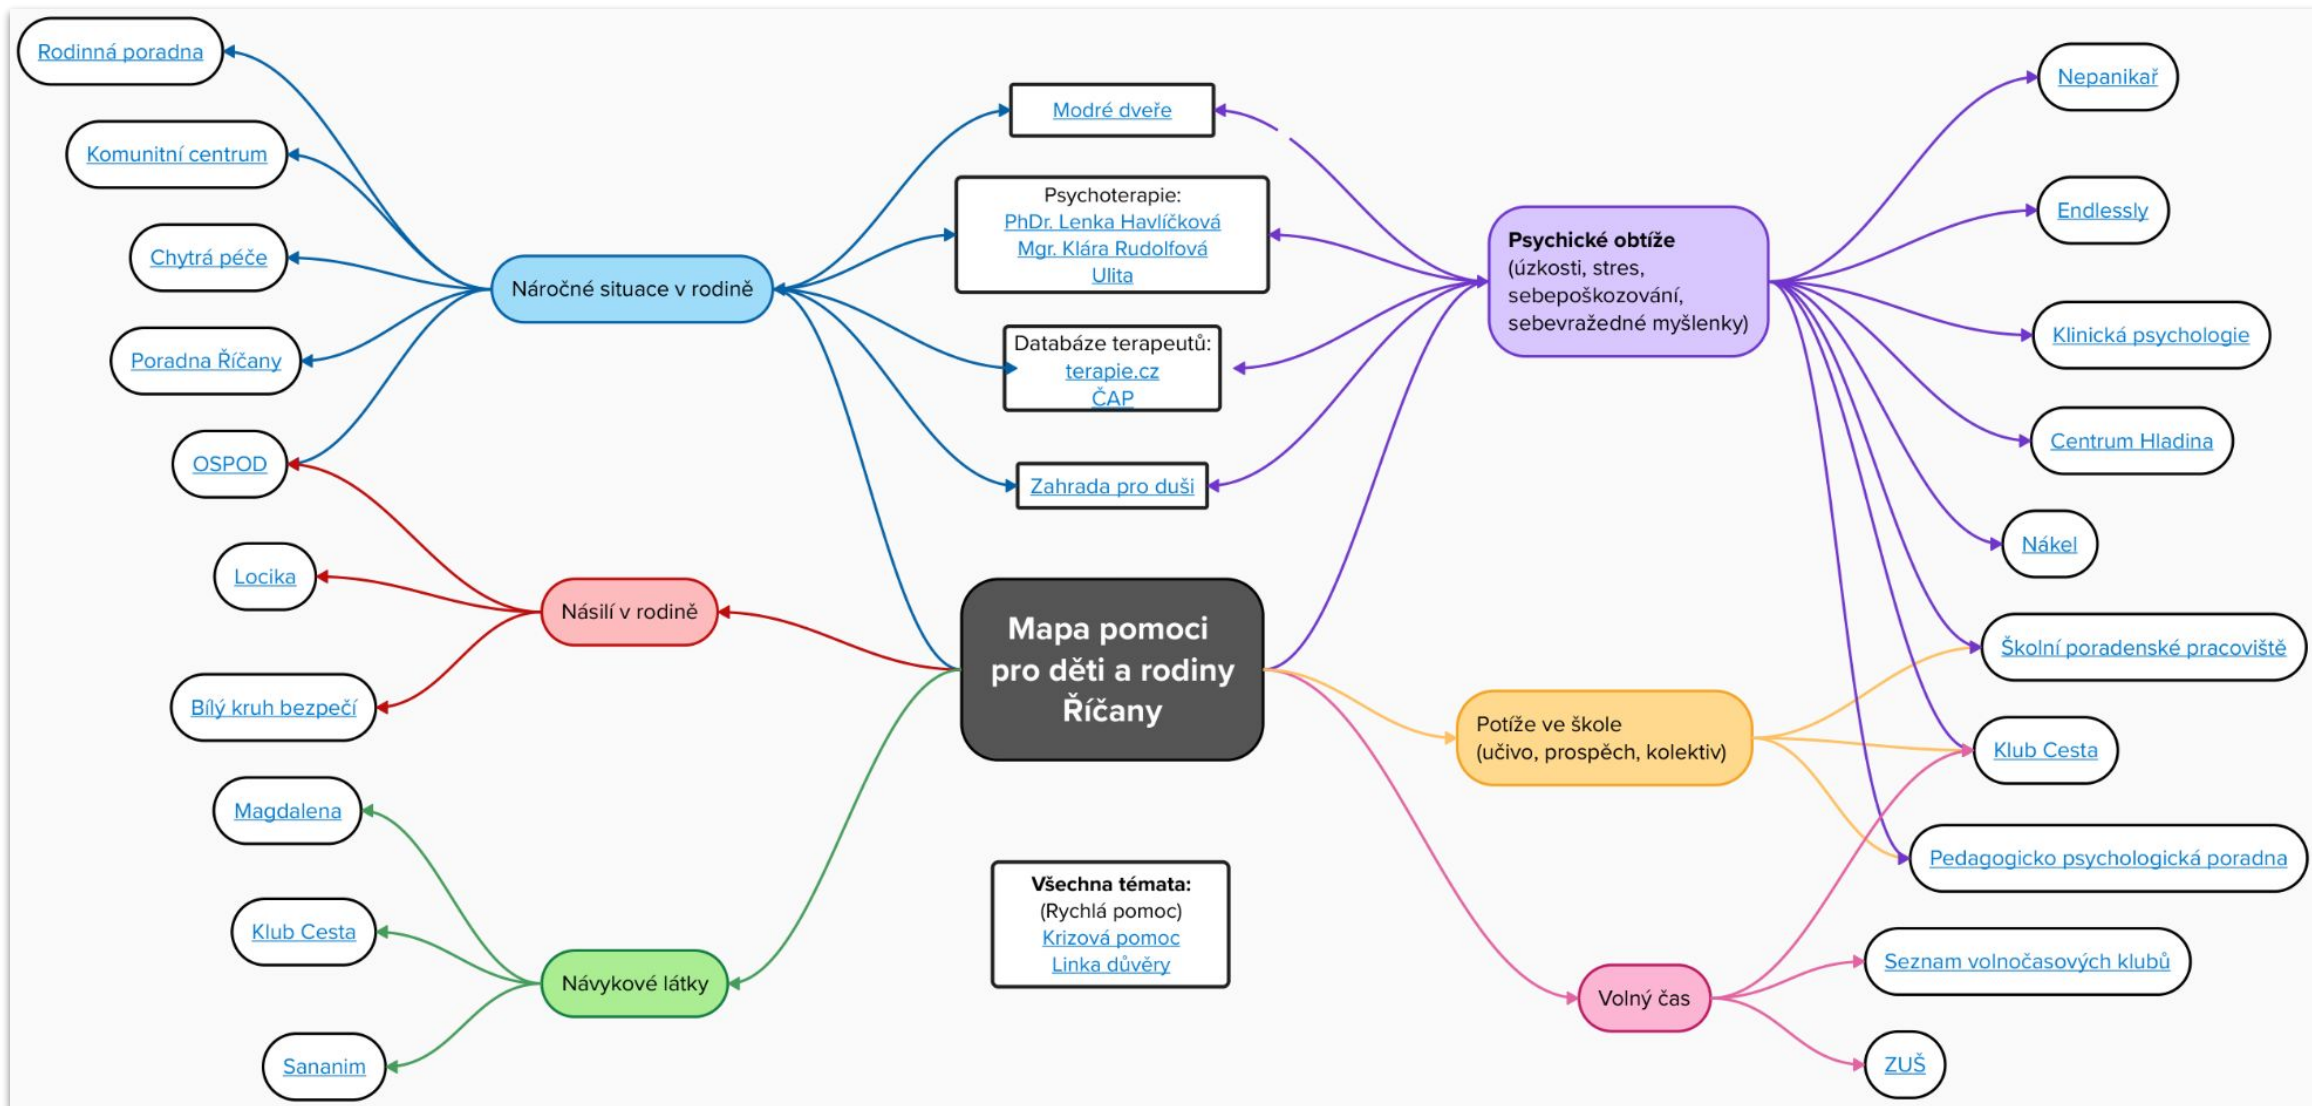 Rodinná poradna
Komunitní centrum
Chytrá péče
Poradna Říčany
OSPOD
Locika
Bílý kruh bezpečí
Magdalena
Klub Cesta
Sananim
Náročné situace v rodině
Násilí v rodině
Návykové látky
Modré dveře
Psychoterapie:
PhDr. Lenka Havlíčková
Mgr. Klára Rudolfová
Ulita
Databáze terapeutů:
terapie.cz
ČAP
Zahrada pro duši
Mapa pomoci
pro děti a rodiny
Říčany
Všechna témata:
(Rychlá pomoc)
Krizová pomoc
Linka důvěry
Psychické obtíže
(úzkosti, stres,
sebepoškozování,
sebevražedné myšlenky)
Potíže ve škole
(učivo, prospěch, kolektiv)
Volný čas
Nepanikař
Endlessly
Klinická psychologie
Centrum Hladina
Nákel
Školní poradenské pracoviště
Klub Cesta
Pedagogicko psychologická poradna
Seznam volnočasových klubů
ZUŠ